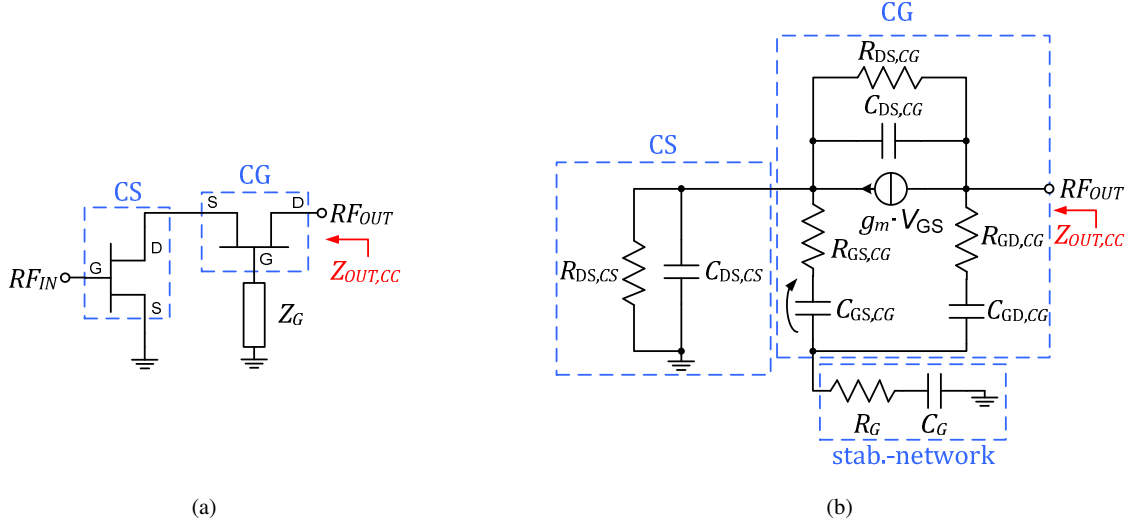 CS
CG
S
D
RF_OUT
D
G
G
Z_OUT,CC
RF_IN
S
Z_G
(a)
CG
R_DS,CG
C_DS,CG
CS
RF_OUT
g_m·V_GS
Z_OUT,CC
R_GS,CG
R_GD,CG
R_DS,CS
C_DS,CS
C_GS,CG
C_GD,CG
R_G
C_G
stab.-network
(b)